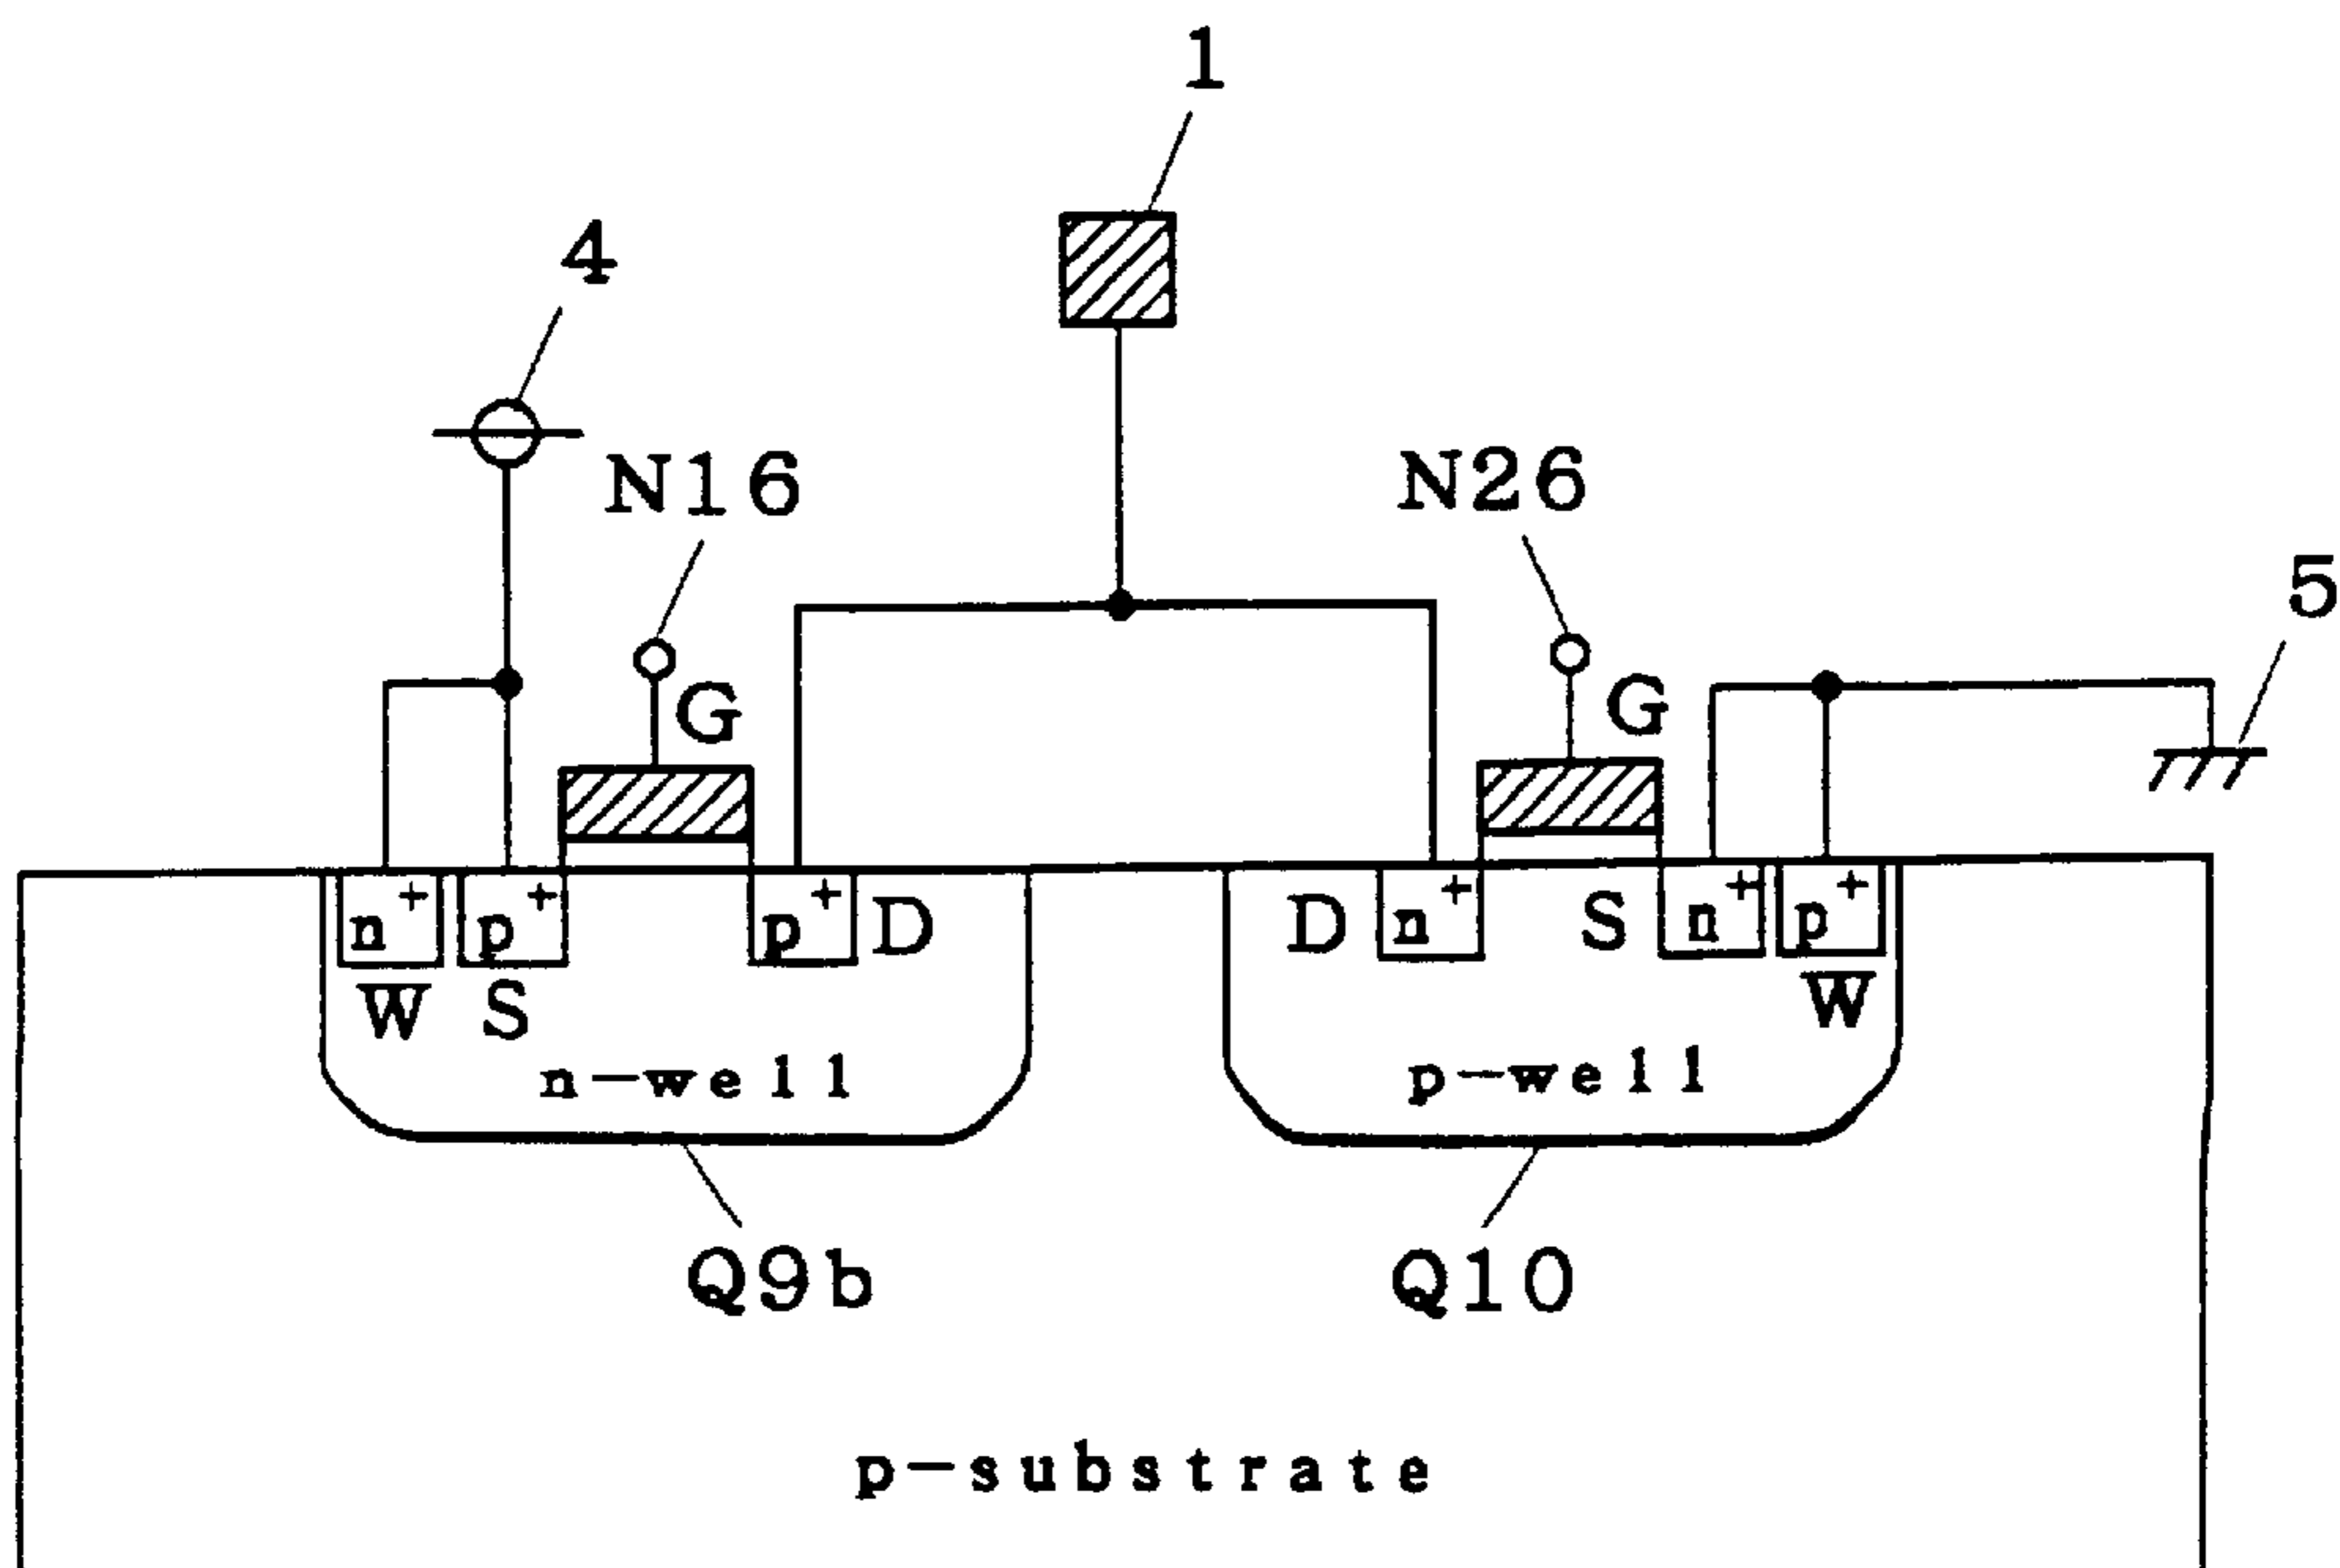 1
4
N16
N26
5
G
G
n+ p+ p+ D
D n+ S n+ p+
W S
W
n-well
p-well
Q9b
Q10
p-substrate